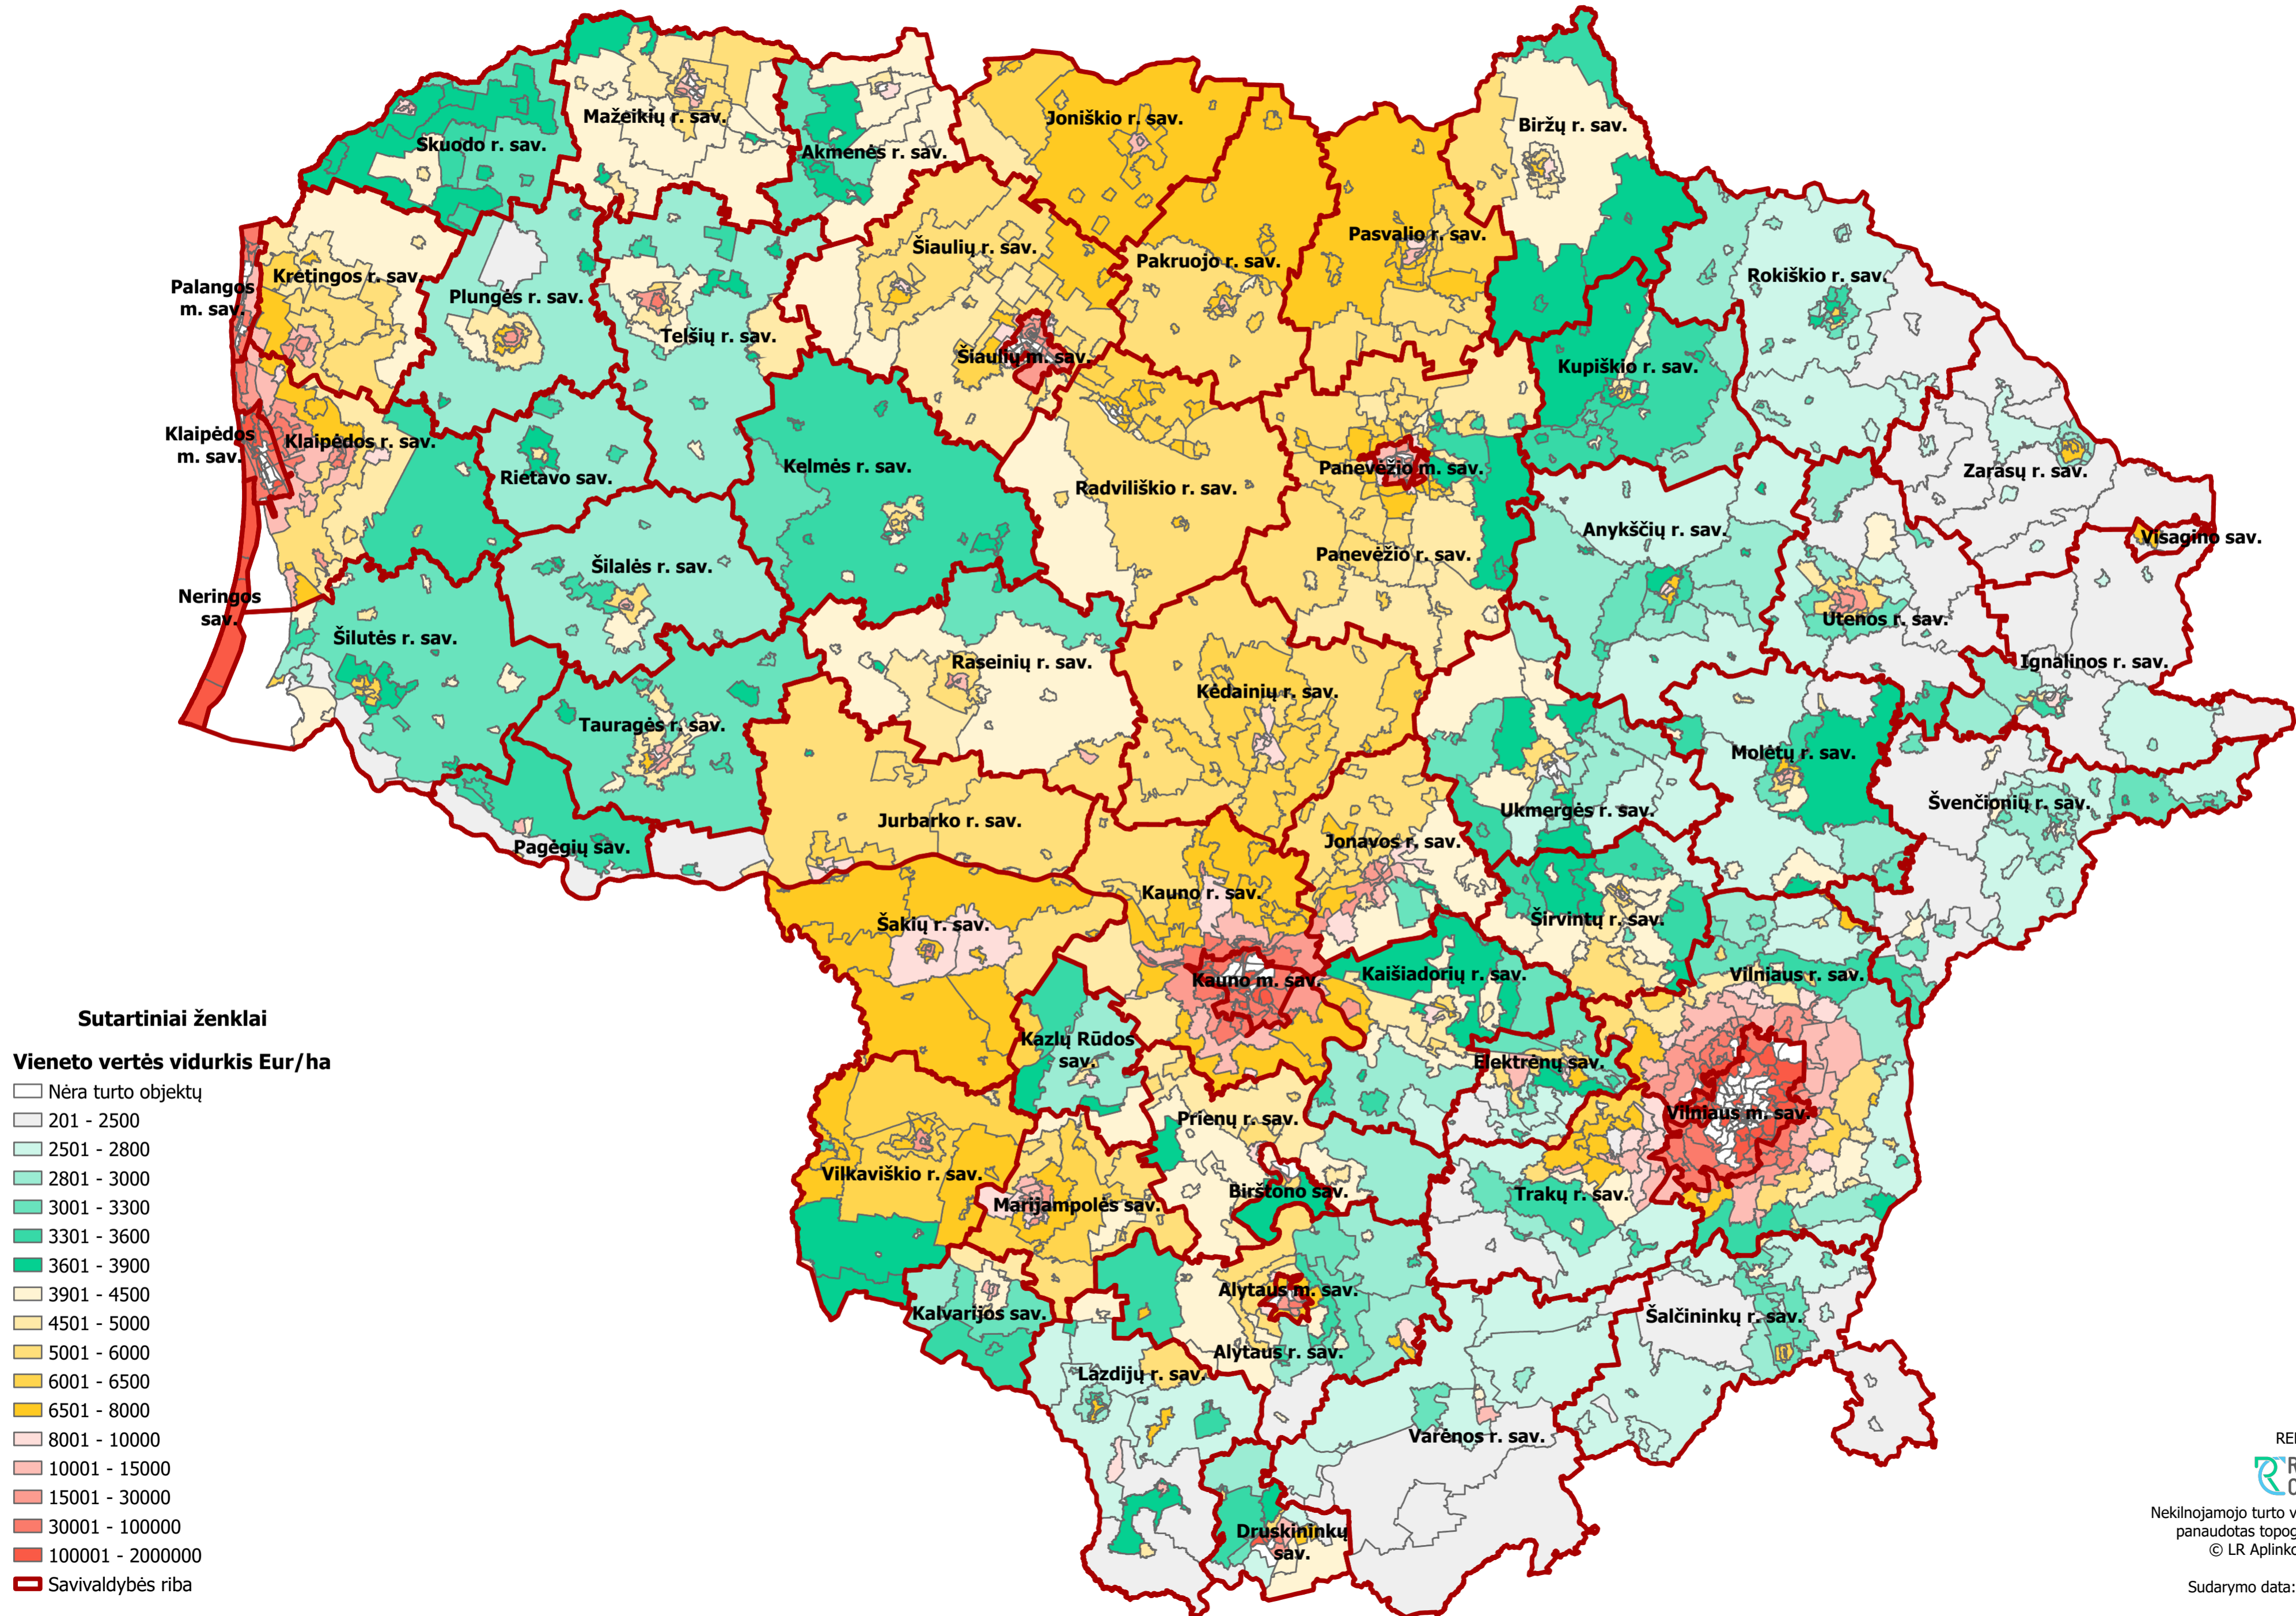 Mažeikių r. sav.
Skuodo r. sav.
Akmenės r. sav.
Joniškio r. sav.
Biržų r. sav.
Šiaulių r. sav.
Pakruojo r. sav.
Pasvalio r. sav.
Rokiškio r. sav.
Palangos
m. sav.
Kretingos r. sav.
Plungės r. sav.
Telšių r. sav.
Šiaulių m. sav.
Kupiškio r. sav.
Klaipėdos
m. sav.
Klaipėdos r. sav.
Rietavo sav.
Kelmės r. sav.
Radviliškio r. sav.
Panevėžio m. sav.
Zarasų r. sav.
Anykščių r. sav.
Visagino sav.
Panevėžio r. sav.
Šilalės r. sav.
Neringos
sav.
Šilutės r. sav.
Utenos r. sav.
Raseinių r. sav.
Kėdainių r. sav.
Ignalinos r. sav.
Tauragės r. sav.
Molėtų r. sav.
Ukmergės r. sav.
Švenčionių r. sav.
Jurbarko r. sav.
Jonavos r. sav.
Pagėgių sav.
Kauno r. sav.
Šakių r. sav.
Širvintų r. sav.
Kauno m. sav.
Kaišiadorių r. sav.
Vilniaus r. sav.
Kazlų Rūdos
sav.
Elektrėnų sav.
Vilniaus m. sav.
Prienų r. sav.
Vilkaviškio r. sav.
Marijampolės sav.
Birštono sav.
Trakų r. sav.
Alytaus m. sav.
Kalvarijos sav.
Šalčininkų r. sav.
Alytaus r. sav.
Lazdijų r. sav.
Varėnos r. sav.
Druskininkų
sav.
Sutartiniai ženklai
Vieneto vertės vidurkis Eur/ha
Nėra turto objektų
201 - 2500
2501 - 2800
2801 - 3000
3001 - 3300
3301 - 3600
3601 - 3900
3901 - 4500
4501 - 5000
5001 - 6000
6001 - 6500
6501 - 8000
8001 - 10000
10001 - 15000
15001 - 30000
30001 - 100000
100001 - 2000000
Savivaldybės riba
Nekilnojamojo turto
panaudotas
© LR
Sudarymo data: